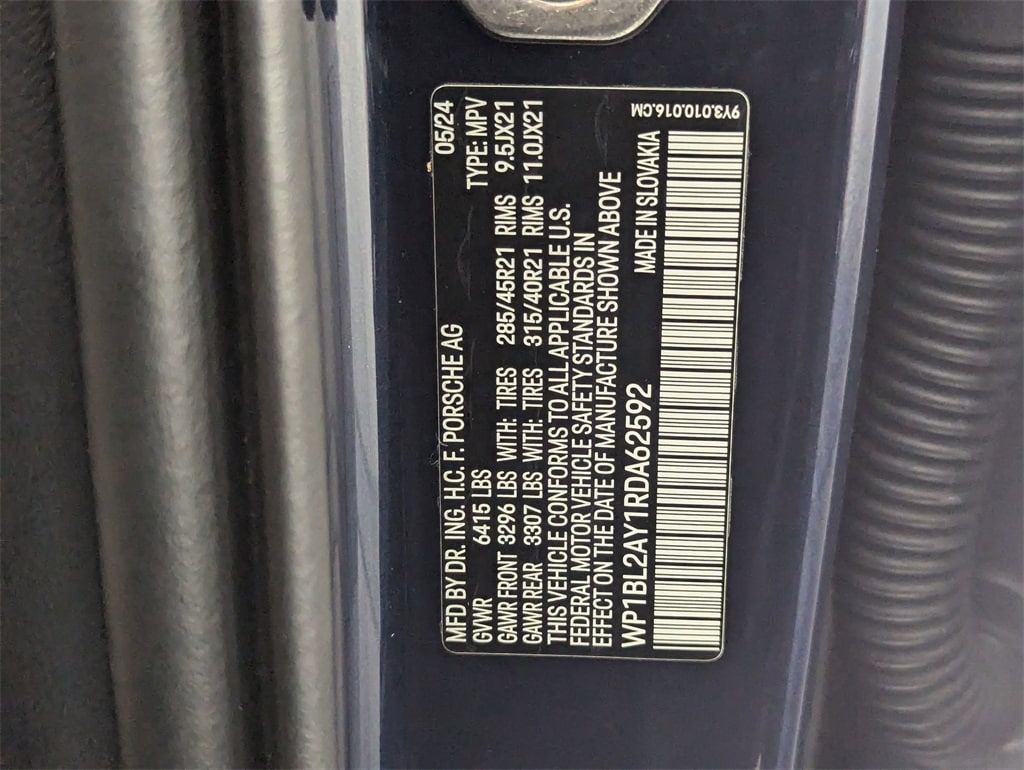 MFD BY DR. ING. H.C. F. PORSCHE AG 05/24
GVWR 6415 LBS TYPE: MPV
GAWR FRONT 3296 LBS WITH: TIRES 285/45R21 RIMS 9.5JX21
GAWR REAR 3307 LBS WITH: TIRES 315/40R21 RIMS 11.0JX21
THIS VEHICLE CONFORMS TO ALL APPLICABLE U.S.
FEDERAL MOTOR VEHICLE SAFETY STANDARDS IN
EFFECT ON THE DATE OF MANUFACTURE SHOWN ABOVE
WP1BL2AY1RDA62592 MADE IN SLOVAKIA
9Y3.010.016.CM